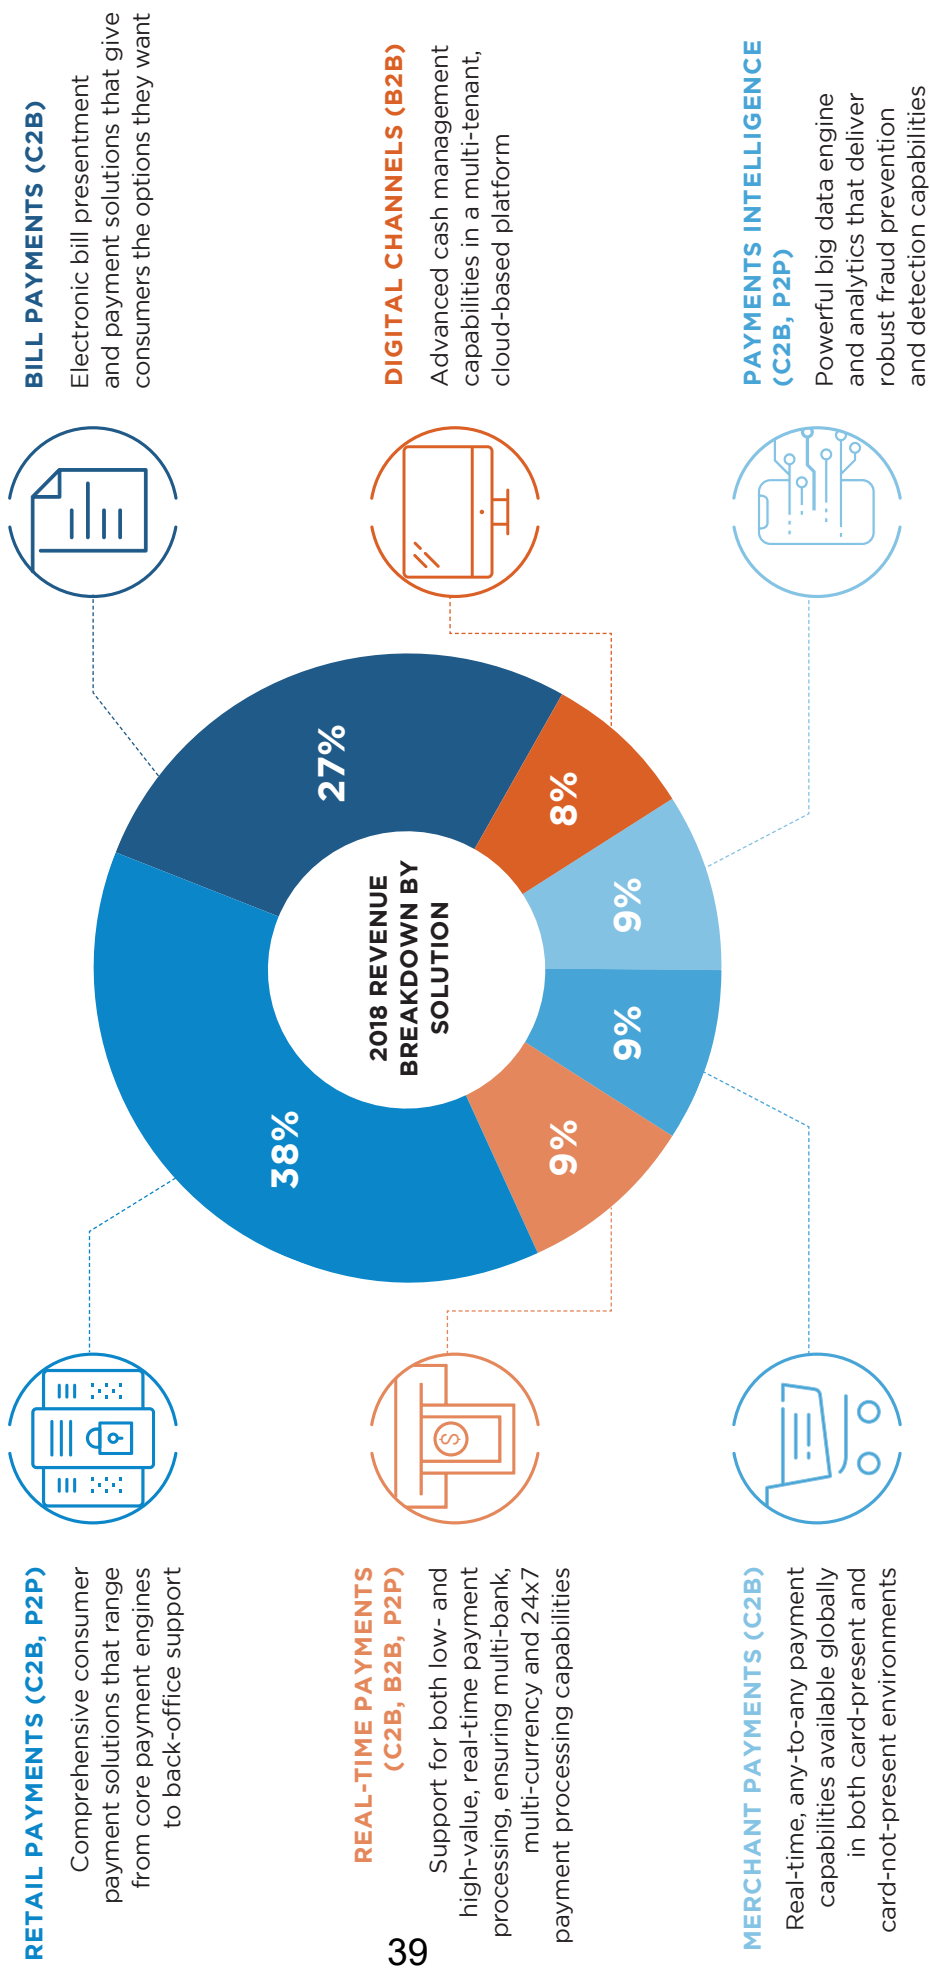 RETAIL PAYMENTS (C2B, P2P)
Comprehensive consumer
payment solutions that range
from core payment engines
to back-office support
REAL-TIME PAYMENTS
(C2B, B2B, P2P)
Support for both low- and
high-value, real-time payment
processing, ensuring multi-bank,
multi-currency and 24x7
payment processing capabilities
MERCHANT PAYMENTS (C2B)
Real-time, any-to-any payment
capabilities available globally
in both card-present and
card-not-present environments
$
38%
27%
8%
9%
9%
9%
2018 REVENUE
BREAKDOWN BY
SOLUTION
BILL PAYMENTS (C2B)
Electronic bill presentment
and payment solutions that give
consumers the options they want
DIGITAL CHANNELS (B2B)
Advanced cash management
capabilities in a multi-tenant,
cloud-based platform
PAYMENTS INTELLIGENCE
(C2B, P2P)
Powerful big data engine
and analytics that deliver
robust fraud prevention
and detection capabilities
39